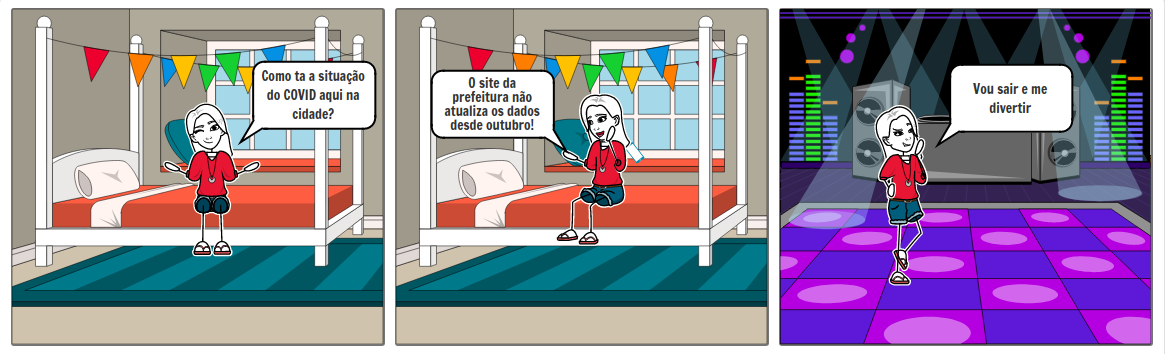 Como ta a situação
do COVID aqui na
cidade?
O site da
prefeitura não
atualiza os dados
desde outubro!
Vou sair e me
divertir